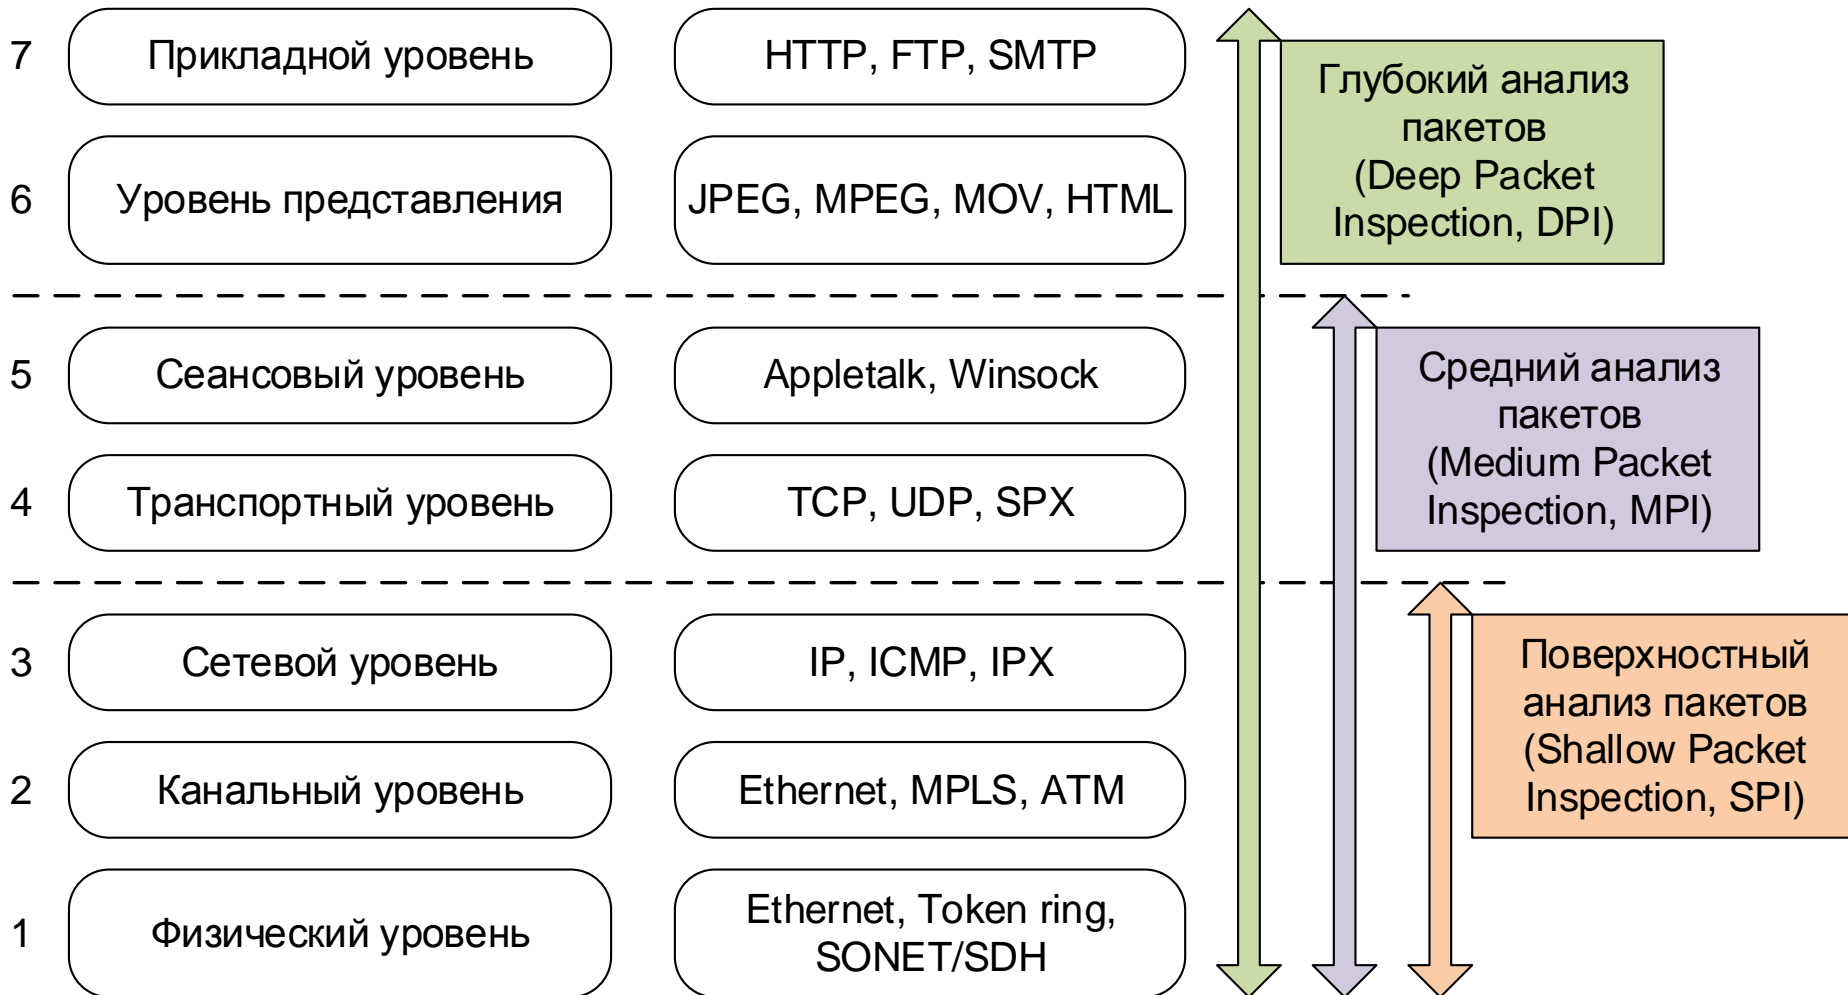 7
Прикладной уровень
HTTP, FTP, SMTP
Глубокий анализ
пакетов
(Deep Packet
Inspection, DPI)
6
Уровень представления
JPEG, MPEG, MOV, HTML
5
Сеансовый уровень
Appletalk, Winsock
Средний анализ
пакетов
(Medium Packet
Inspection, MPI)
4
Транспортный уровень
TCP, UDP, SPX
3
Сетевой уровень
IP, ICMP, IPX
Поверхностный
анализ пакетов
(Shallow Packet
Inspection, SPI)
2
Канальный уровень
Ethernet, MPLS, ATM
1
Физический уровень
Ethernet, Token ring,
SONET/SDH